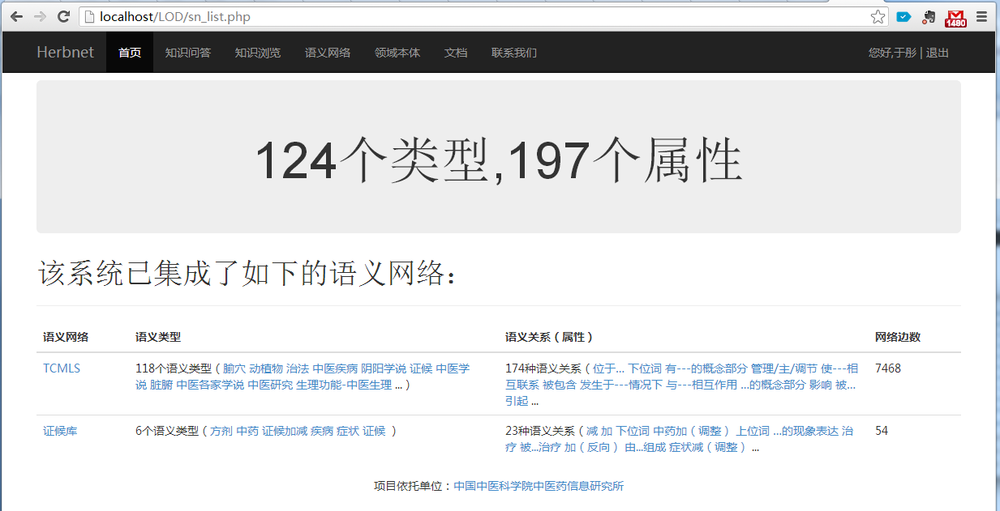 localhost/LOD/sn_list.php
1480
Herbnet 首页 知识问答 知识浏览 语义网络 领域本体 文档 联系我们 您好,于彤 | 退出
124个类型,197个属性
该系统已集成了如下的语义网络：
语义网络 语义类型 语义关系（属性） 网络边数
TCMLS 118个语义类型（腧穴 动植物 治法 中医疾病 阴阳学说 证候 中医学 174种语义关系（位于... 下位词 有---的概念部分 管理/主/调节 使---相 7468
说 脏腑 中医各家学说 中医研究 生理功能-中医生理 ... ） 互联系 被包含 发生于---情况下 与---相互作用 ...的概念部分 影响 被...
引起 ...
证候库 6个语义类型（方剂 中药 证候加减 疾病 症状 证候 ） 23种语义关系（减 加 下位词 中药加（调整） 上位词 ...的现象表达 治 54
疗 被...治疗 加（反向） 由...组成 症状减（调整） ...
项目依托单位：中国中医科学院中医药信息研究所